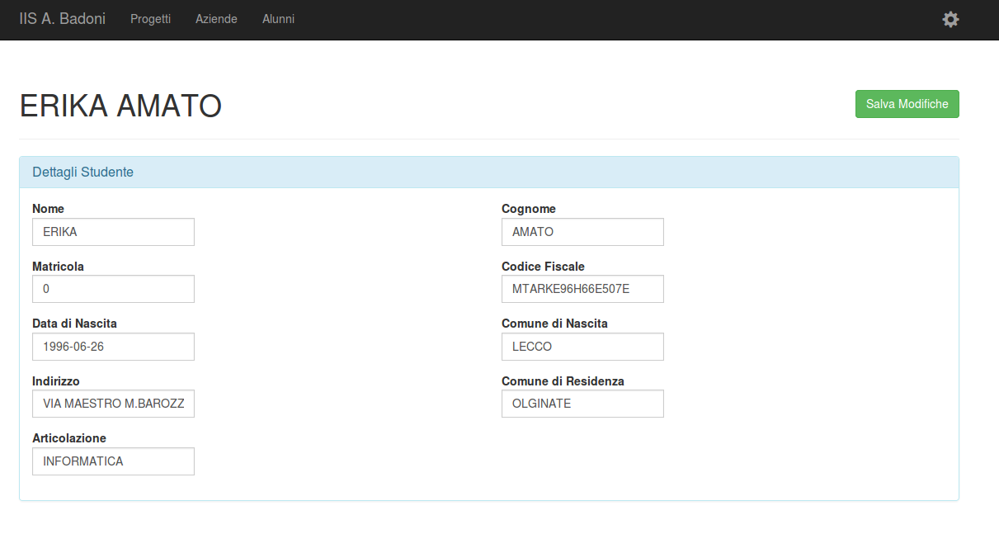 IIS A. Badoni Progetti Aziende Alunni
ERIKA AMATO
Salva Modifiche
Dettagli Studente
Nome Cognome
ERIKA AMATO
Matricola Codice Fiscale
0 MTARKE96H66E507E
Data di Nascita Comune di Nascita
1996-06-26 LECCO
Indirizzo Comune di Residenza
VIA MAESTRO M.BAROZZ OLGINATE
Articolazione
INFORMATICA